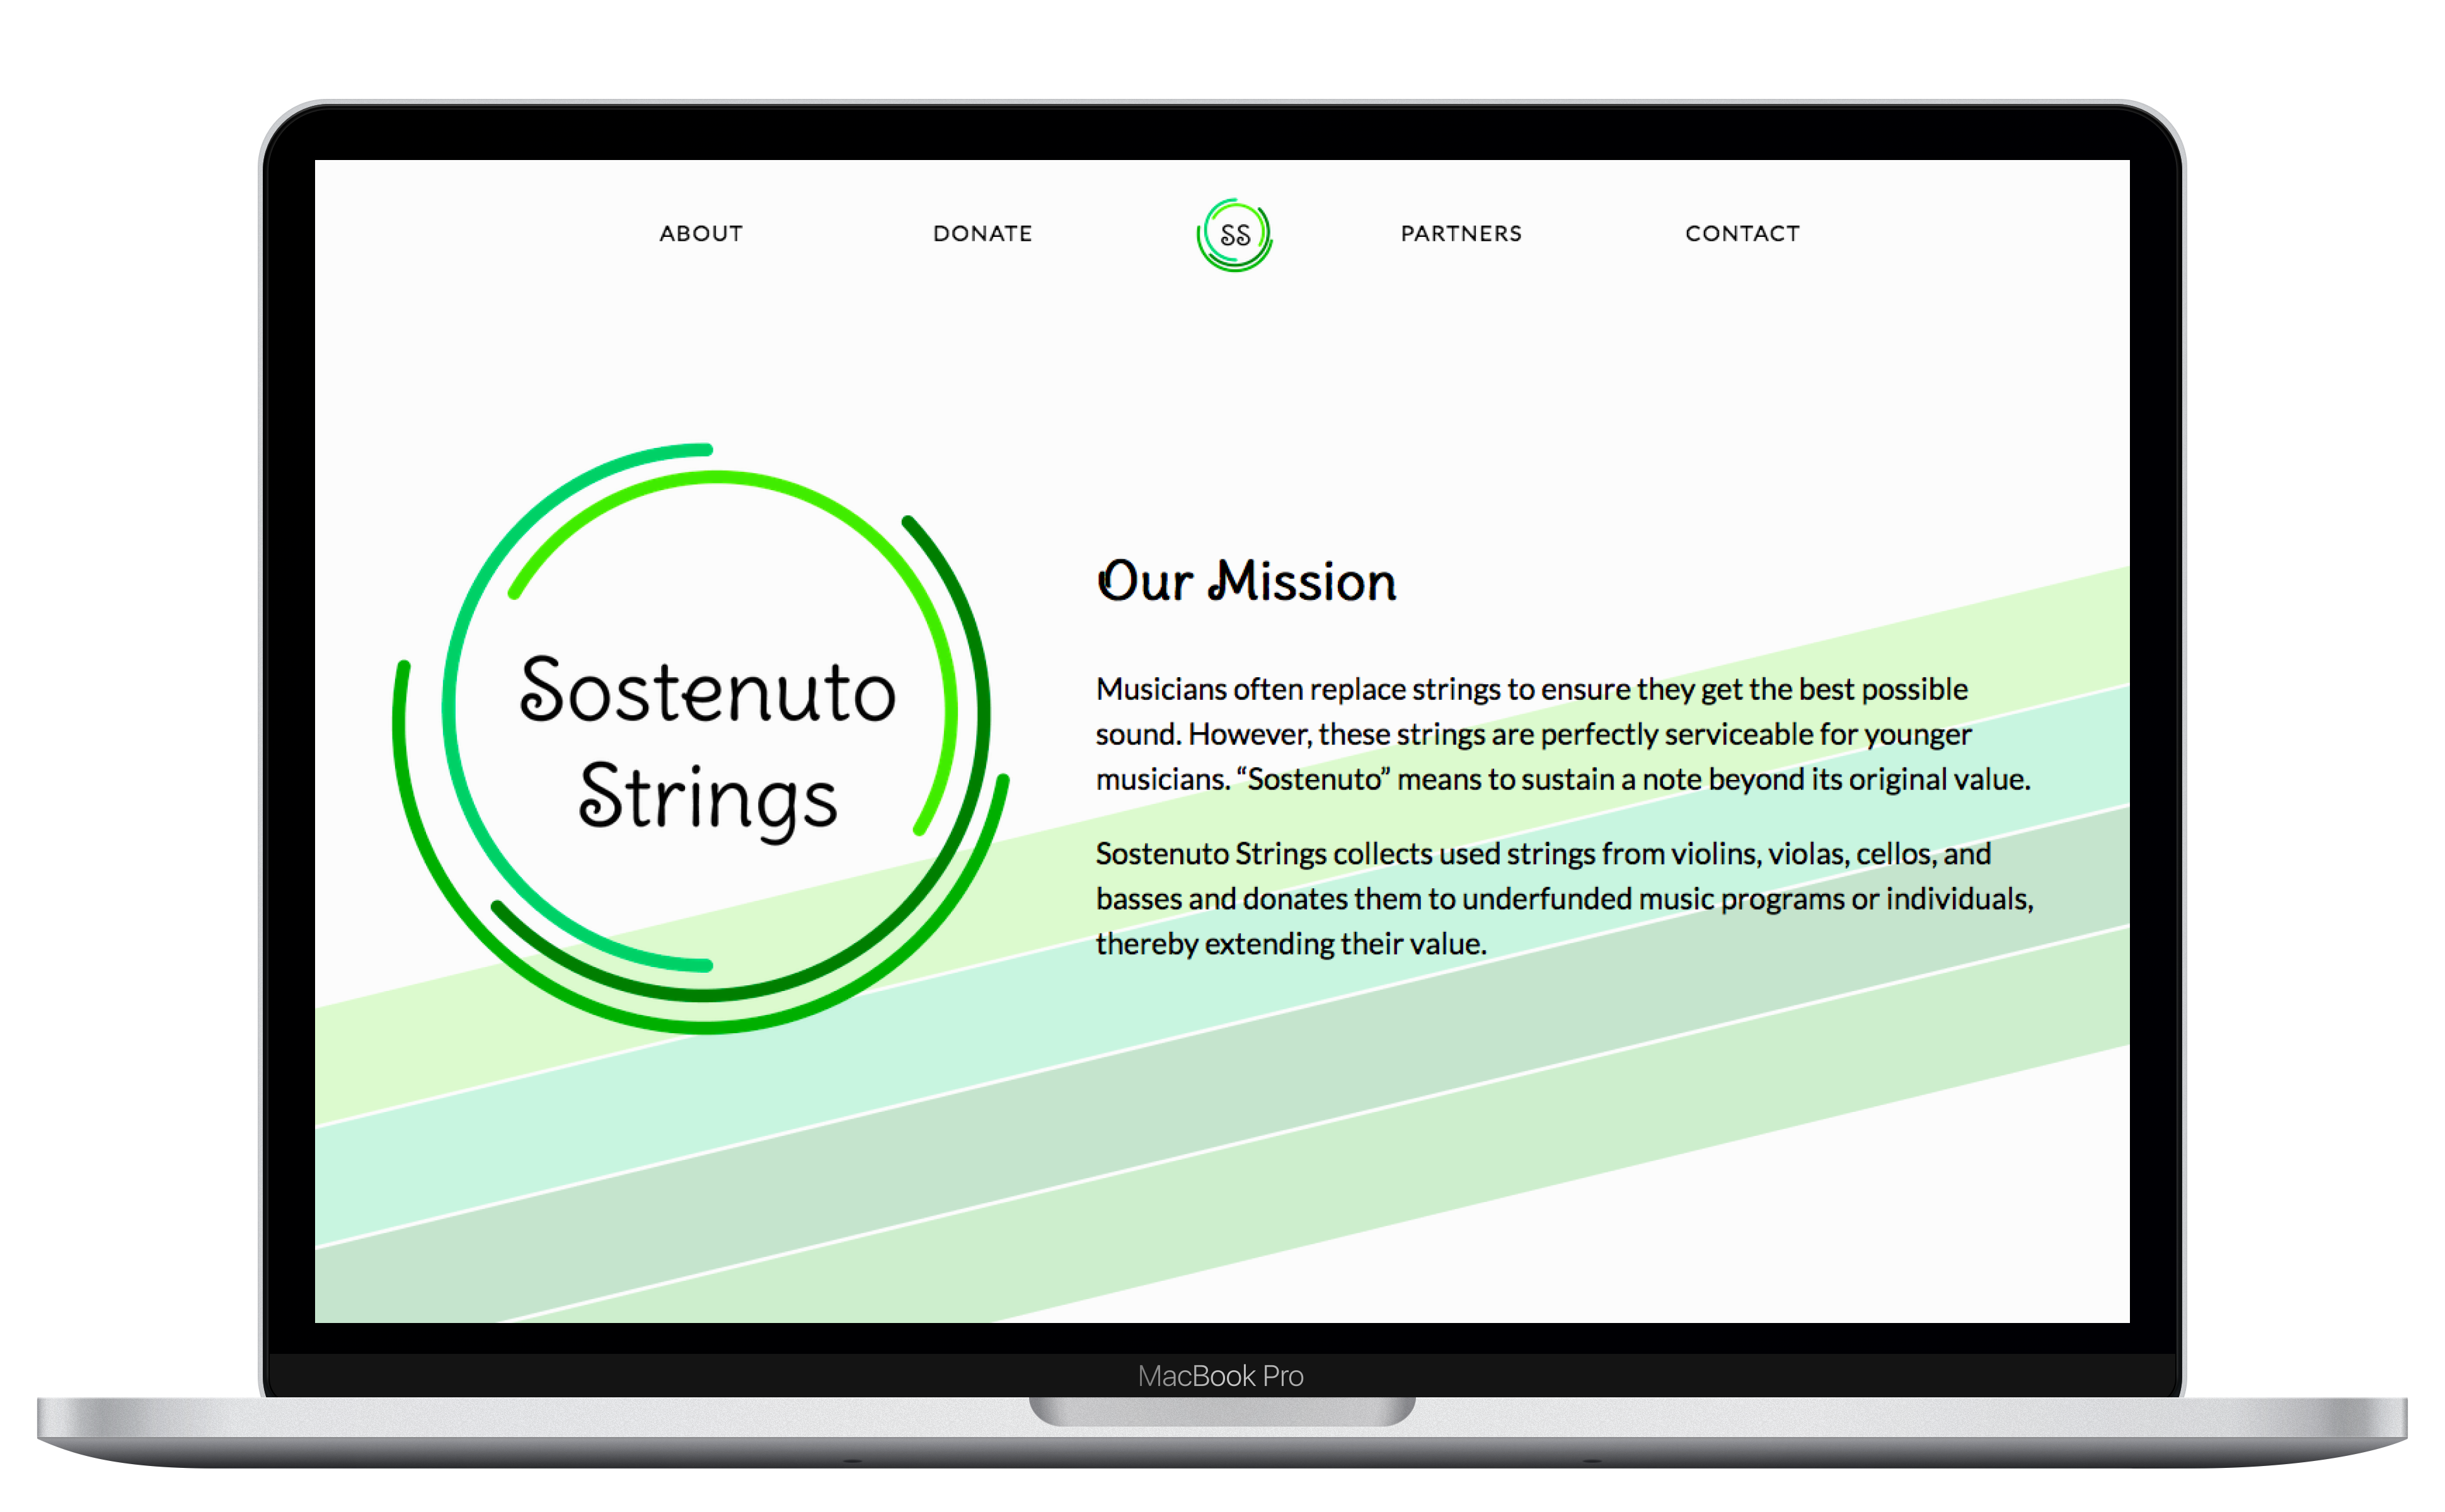 ABOUT DONATE SS PARTNERS CONTACT
Sostenuto
Strings
Our Mission
Musicians often replace strings to ensure they get the best possible
sound. However, these strings are perfectly serviceable for younger
musicians. “Sostenuto” means to sustain a note beyond its original value.
Sostenuto Strings collects used strings from violins, violas, cellos, and
basses and donates them to underfunded music programs or individuals,
thereby extending their value.
MacBook Pro